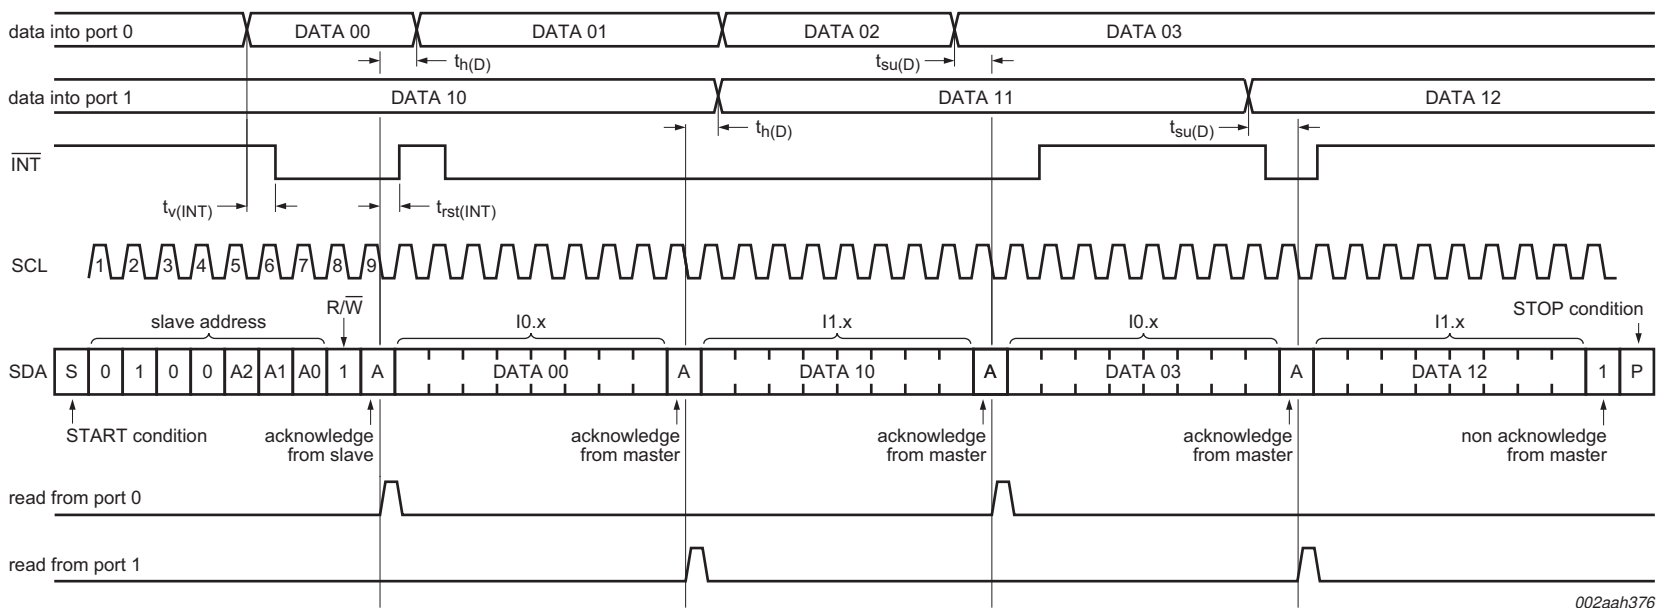 data into port 0 DATA 00 DATA 01 DATA 02 DATA 03
th(D) tsu(D)
data into port 1 DATA 10 DATA 11 DATA 12
th(D) tsu(D)
INT
tv(INT) trst(INT)
SCL 1 2 3 4 5 6 7 8 9
R/W STOP condition
slave address I0.x I1.x I0.x I1.x
SDA S 0 1 0 0 A2 A1 A0 1 A DATA 00 A DATA 10 A DATA 03 A DATA 12 1 P
START condition acknowledge acknowledge acknowledge acknowledge non acknowledge
from slave from master from master from master from master
read from port 0
read from port 1
002aah376